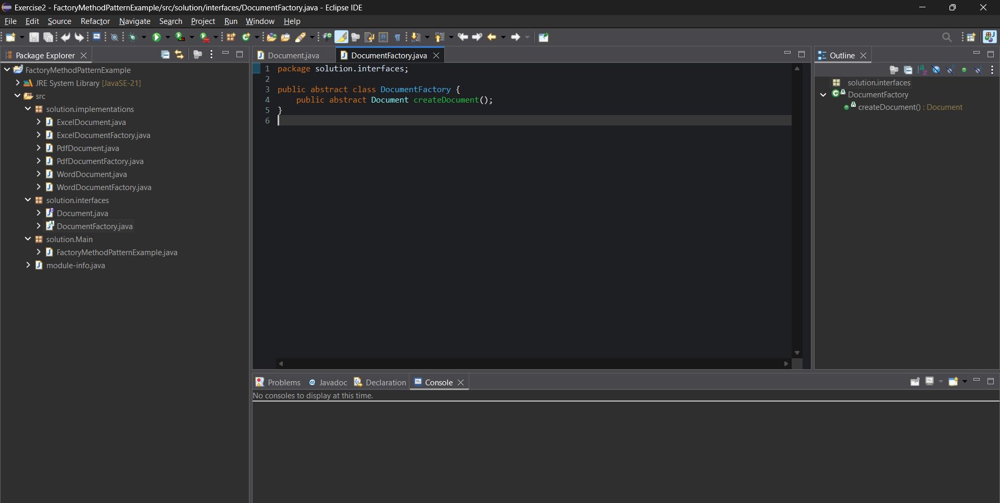 Exercise2 - FactoryMethodPatternExample/src/solution/interfaces/DocumentFactory.java - Eclipse IDE
File Edit Source Refactor Navigate Search Project Run Window Help
Package Explorer
FactoryMethodPatternExample
JRE System Library [JavaSE-21]
src
solution.implementations
ExcelDocument.java
ExcelDocumentFactory.java
PdfDocument.java
PdfDocumentFactory.java
WordDocument.java
WordDocumentFactory.java
solution.interfaces
Document.java
DocumentFactory.java
solution.Main
FactoryMethodPatternExample.java
module-info.java
Document.java DocumentFactory.java
1 package solution.interfaces;
2
3 public abstract class DocumentFactory {
4 public abstract Document createDocument();
5 }
6
Outline
solution.interfaces
DocumentFactory
createDocument() : Document
Problems Javadoc Declaration Console
No consoles to display at this time.